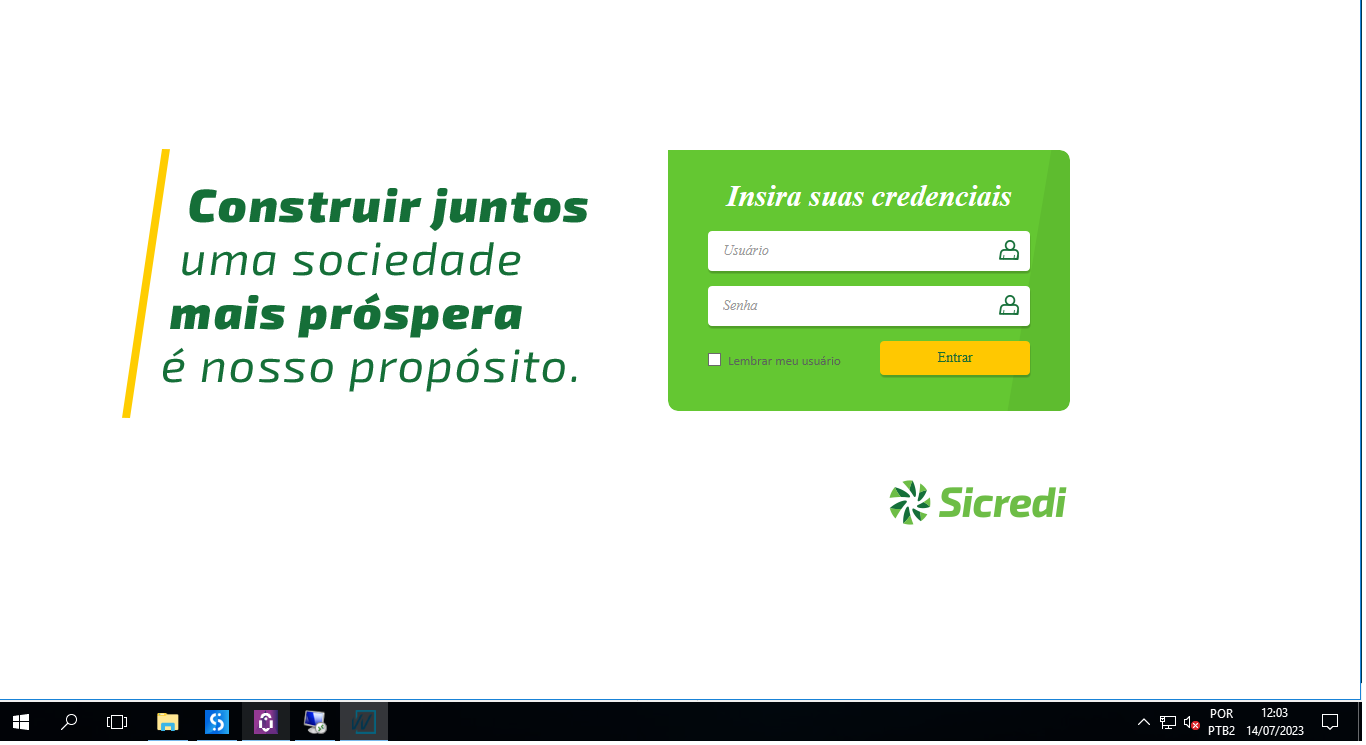 Construir juntos
uma sociedade
mais próspera
é nosso propósito.
Insira suas credenciais
Usuário
Senha
Lembrar meu usuário
Entrar
Sicredi
POR
PTB2
12:03
14/07/2023